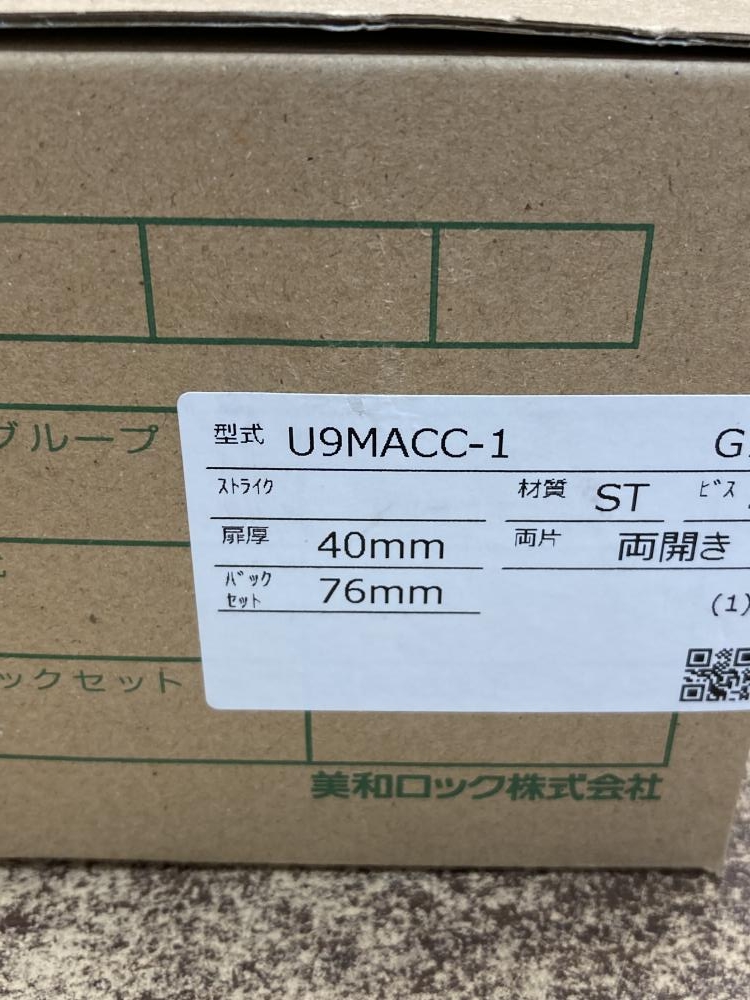 グループ
型式 U9MACC-1
ｽﾄﾗｲｸ 材質 ST ﾋﾞｽ
扉厚 40mm 両片 両開き
ﾊﾞｯｸ
ｾｯﾄ 76mm (1)
ックセット
美和ロック株式会社